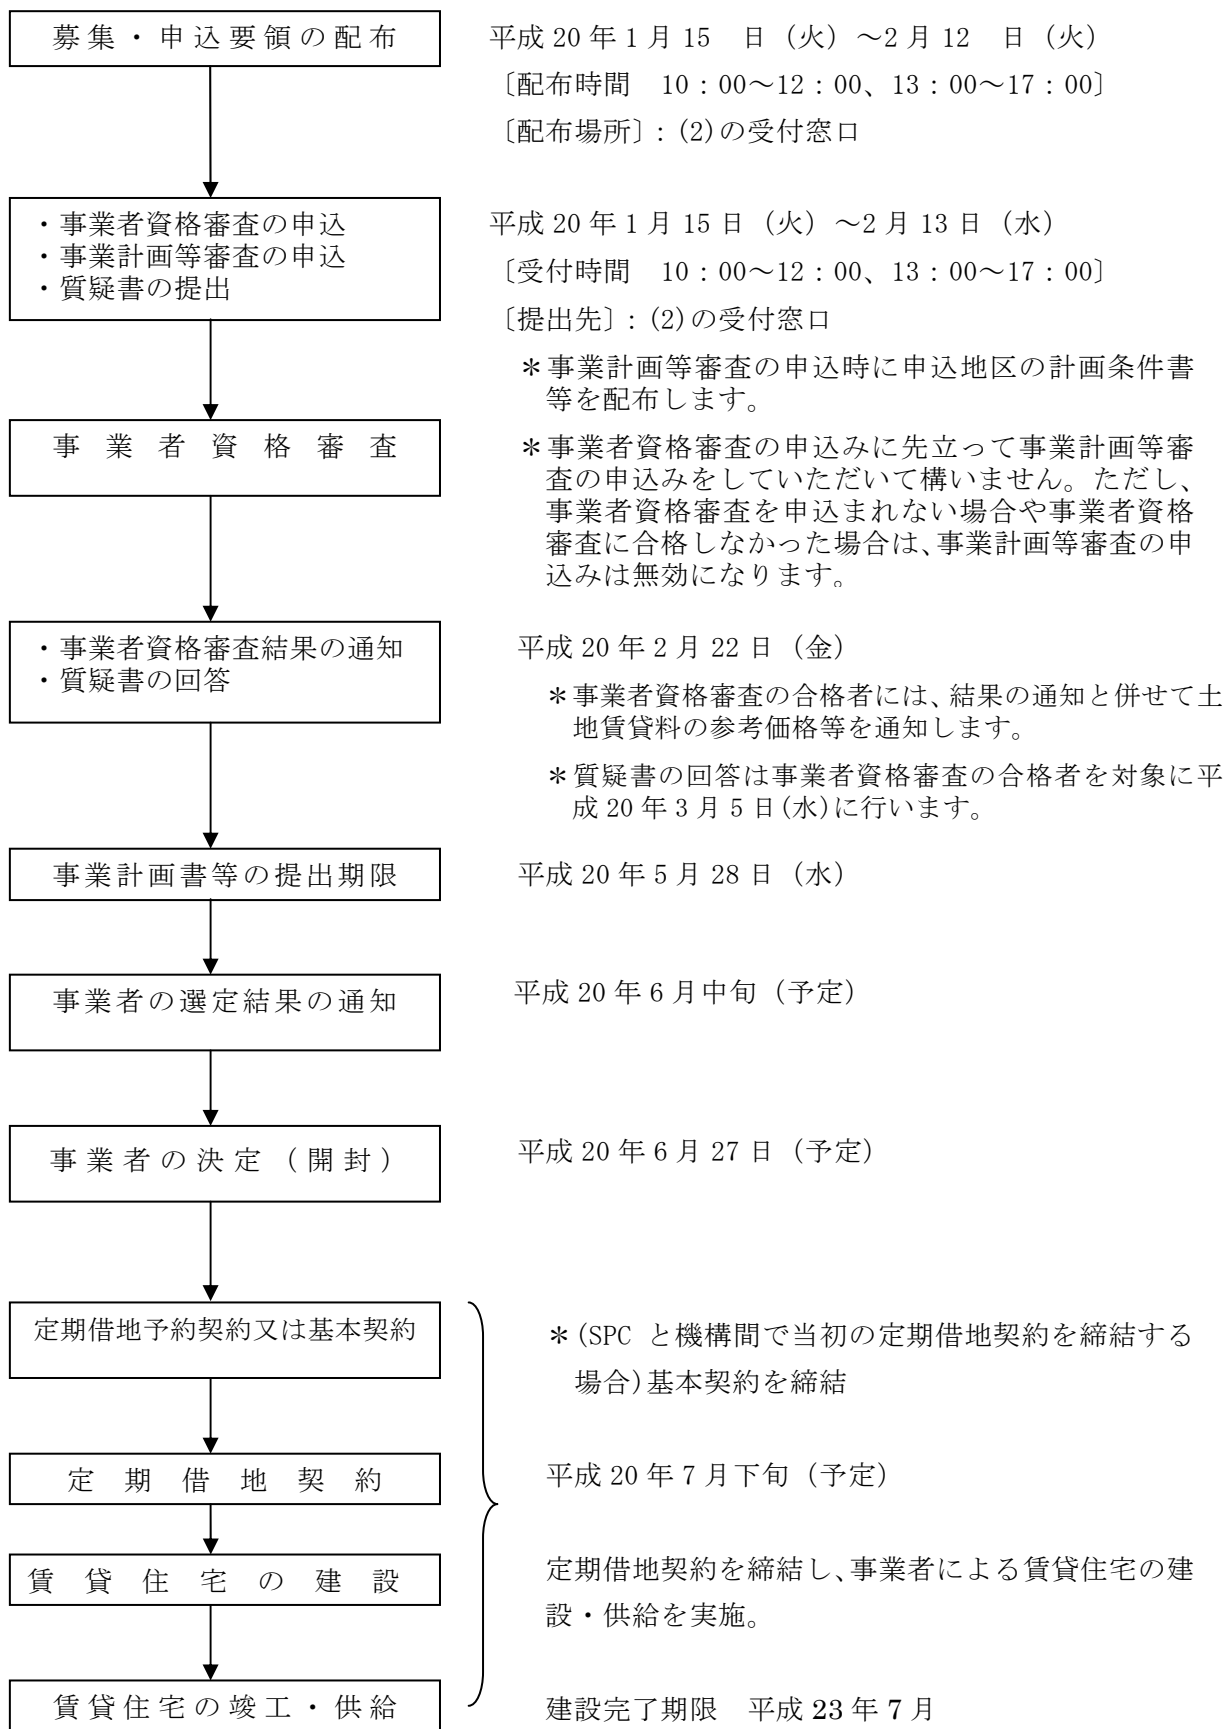 募集・申込要領の配布
平成 20 年 1 月 15　日（火）～2 月 12　日（火）
〔配布時間　10：00～12：00、13：00～17：00〕
〔配布場所〕：(2)の受付窓口
・事業者資格審査の申込
・事業計画等審査の申込
・質疑書の提出
平成 20 年 1 月 15 日（火）～2 月 13 日（水）
〔受付時間　10：00～12：00、13：00～17：00〕
〔提出先〕：(2)の受付窓口
＊事業計画等審査の申込時に申込地区の計画条件書
等を配布します。
事 業 者 資 格 審 査
＊事業者資格審査の申込みに先立って事業計画等審
査の申込みをしていただいて構いません。ただし、
事業者資格審査を申込まれない場合や事業者資格
審査に合格しなかった場合は、事業計画等審査の申
込みは無効になります。
・事業者資格審査結果の通知
・質疑書の回答
平成 20 年 2 月 22 日（金）
＊事業者資格審査の合格者には、結果の通知と併せて土
地賃貸料の参考価格等を通知します。
＊質疑書の回答は事業者資格審査の合格者を対象に平
成 20 年 3 月 5 日(水)に行います。
事業計画書等の提出期限
平成 20 年 5 月 28 日（水）
事業者の選定結果の通知
平成 20 年 6 月中旬（予定）
事業者の決定（開封）
平成 20 年 6 月 27 日（予定）
定期借地予約契約又は基本契約
＊(SPC と機構間で当初の定期借地契約を締結する
場合)基本契約を締結
定 期 借 地 契 約
平成 20 年 7 月下旬（予定）
賃 貸 住 宅 の 建 設
定期借地契約を締結し、事業者による賃貸住宅の建
設・供給を実施。
賃貸住宅の竣工・供給
建設完了期限　平成 23 年 7 月